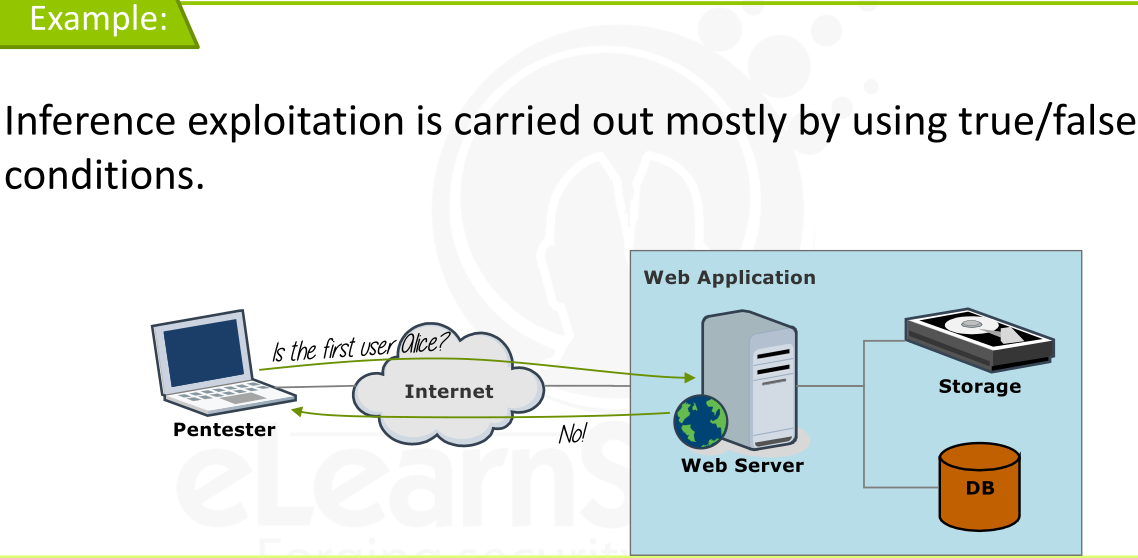 Example:
Inference exploitation is carried out mostly by using true/false
conditions.
Web Application
Is the first user Alice?
Internet
Storage
Pentester
No!
Web Server
DB
eLearnS
Forging security